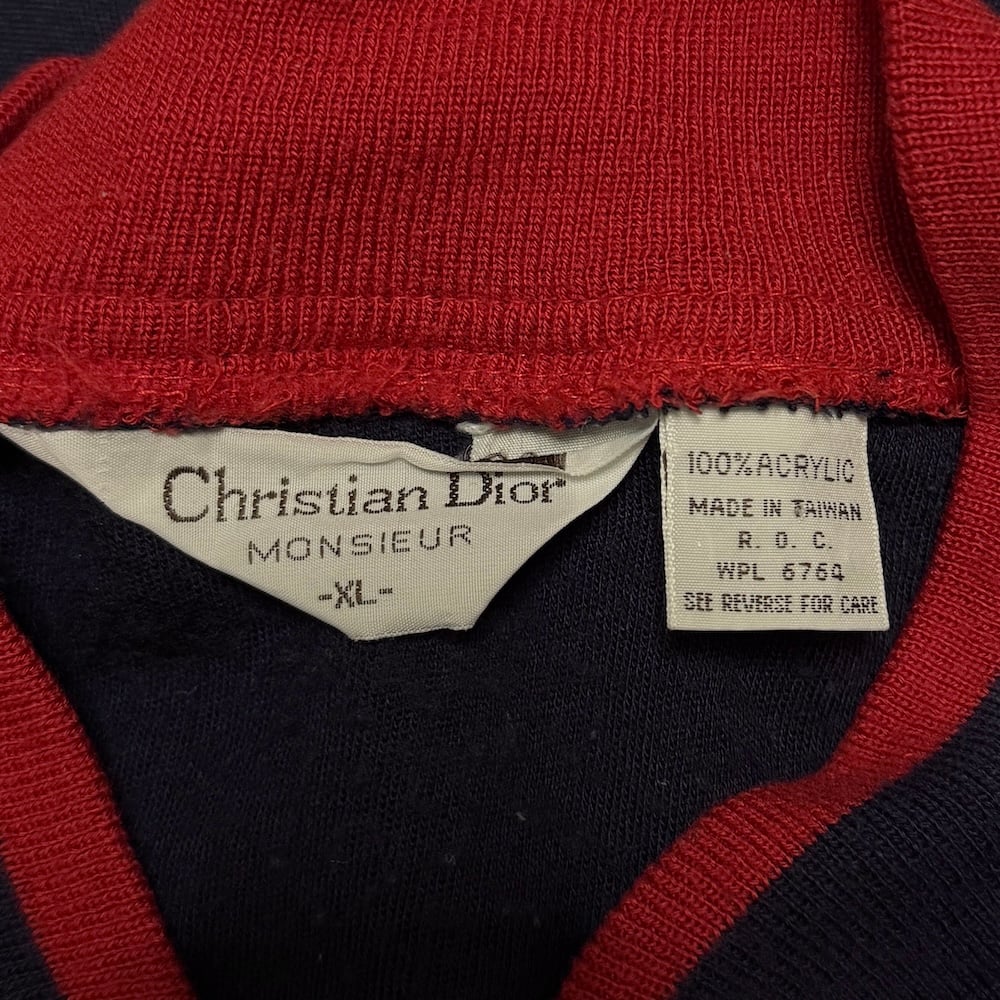 Christian Dior
MONSIEUR
-XL-
100% ACRYLIC
MADE IN TAIWAN
R. O. C.
WPL 6764
SEE REVERSE FOR CARE